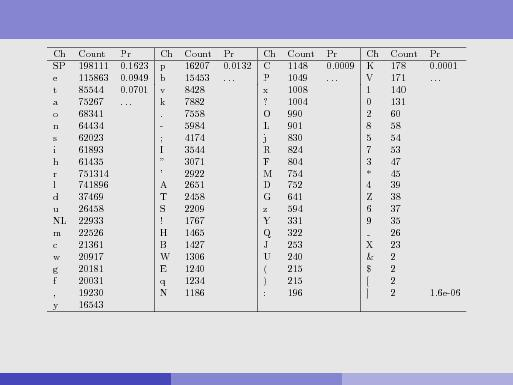 Ch Count Pr Ch Count Pr Ch Count Pr Ch Count Pr
SP 198111 0.1623 p 16207 0.0132 C 1148 0.0009 K 178 0.0001
e 115863 0.0949 b 15453 ... P 1049 ... V 171 ...
t 85544 0.0701 v 8428 x 1008 1 140
a 75267 ... k 7882 ? 1004 0 131
o 68341 . 7558 O 990 2 60
n 64434 - 5984 L 901 8 58
s 62023 ; 4174 j 830 5 54
i 61893 I 3544 R 824 7 53
h 61435 " 3071 F 804 3 47
r 751314 ' 2922 M 754 * 45
l 741896 A 2651 D 752 4 39
d 37469 T 2458 G 641 Z 38
u 26458 S 2209 z 594 6 37
NL 22933 ! 1767 Y 331 9 35
m 22526 H 1465 Q 322 _ 26
c 21361 B 1427 J 253 X 23
w 20917 W 1306 U 240 & 2
g 20181 E 1240 ( 215 $ 2
f 20031 q 1234 ) 215 [ 2
, 19230 N 1186 : 196 ] 2 1.6e-06
y 16543